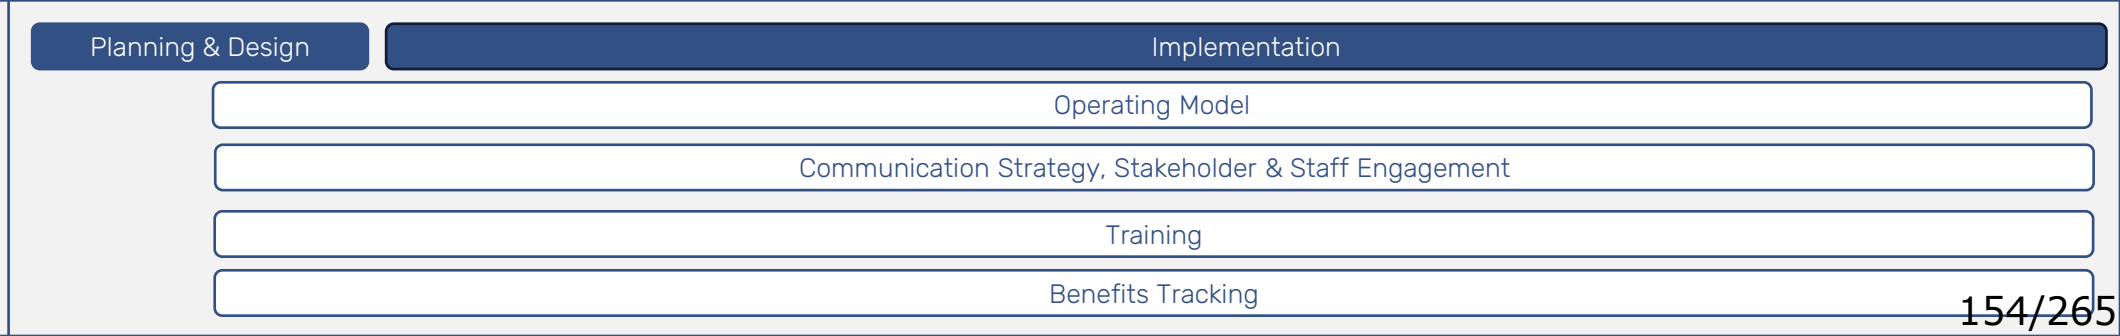 Planning & Design
Implementation
Operating Model
Communication Strategy, Stakeholder & Staff Engagement
Training
Benefits Tracking
154/265